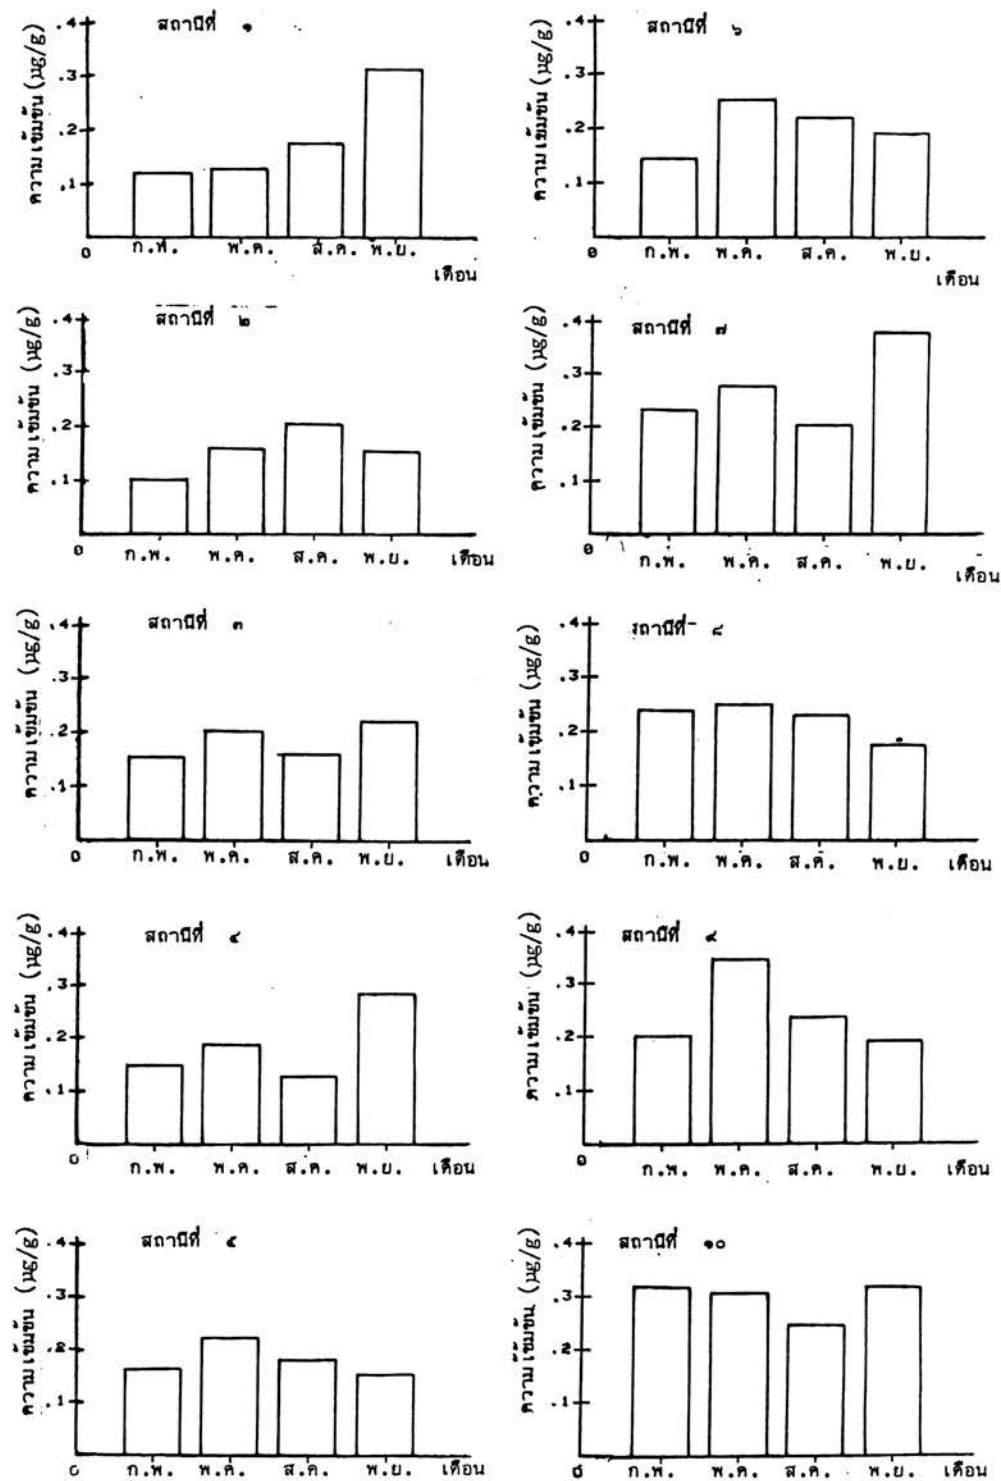 สถานีที่ ๑
ความเข้มข้น (µg/g)
.4
.3
.2
.1
0
ก.พ. พ.ค. ส.ค. พ.ย.
เดือน
สถานีที่ ๖
ความเข้มข้น (µg/g)
.4
.3
.2
.1
0
ก.พ. พ.ค. ส.ค. พ.ย.
เดือน
สถานีที่ ๒
ความเข้มข้น (µg/g)
.4
.3
.2
.1
0
ก.พ. พ.ค. ส.ค. พ.ย. เดือน
สถานีที่ ๗
ความเข้มข้น (µg/g)
.4
.3
.2
.1
0
ก.พ. พ.ค. ส.ค. พ.ย.
เดือน
สถานีที่ ๓
ความเข้มข้น (µg/g)
.4
.3
.2
.1
0
ก.พ. พ.ค. ส.ค. พ.ย. เดือน
สถานีที่ ๘
ความเข้มข้น (µg/g)
.4
.3
.2
.1
0
ก.พ. พ.ค. ส.ค. พ.ย. เดือน
สถานีที่ ๔
ความเข้มข้น (µg/g)
.4
.3
.2
.1
0
ก.พ. พ.ค. ส.ค. พ.ย. เดือน
สถานีที่ ๙
ความเข้มข้น (µg/g)
.4
.3
.2
.1
0
ก.พ. พ.ค. ส.ค. พ.ย. เดือน
สถานีที่ ๕
ความเข้มข้น (µg/g)
.4
.3
.2
.1
0
ก.พ. พ.ค. ส.ค. พ.ย. เดือน
สถานีที่ ๑๐
ความเข้มข้น (µg/g)
.4
.3
.2
.1
0
ก.พ. พ.ค. ส.ค. พ.ย. เดือน